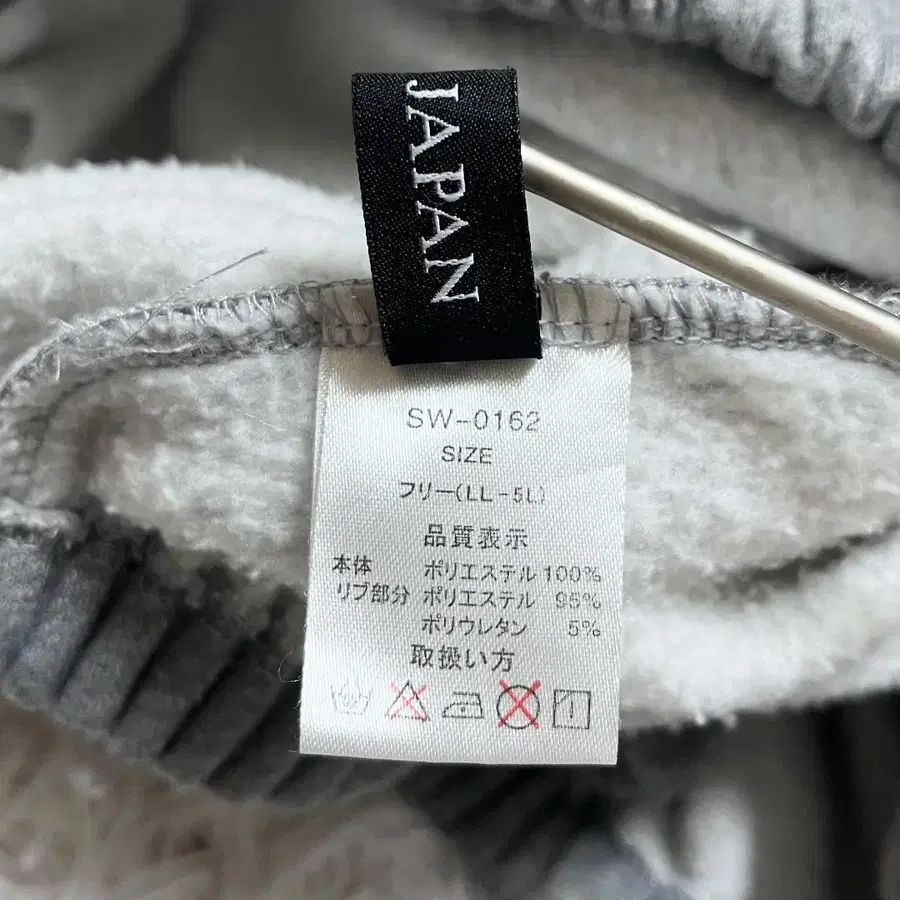 JAPAN
SW-0162
SIZE
フリー(LL-5L)
品質表示
本体 ポリエステル 100%
リブ部分 ポリエステル 95%
ポリウレタン 5%
取扱い方